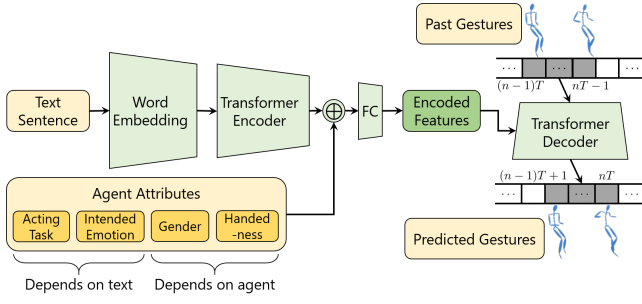 Past Gestures
... ... ...
(n−1)T nT−1
Text
Sentence
Word
Embedding
Transformer
Encoder
FC
Encoded
Features
Transformer
Decoder
Agent Attributes
Acting
Task
Intended
Emotion
Gender
Handed
-ness
Depends on text
Depends on agent
(n−1)T+1 nT
... ... ...
Predicted Gestures